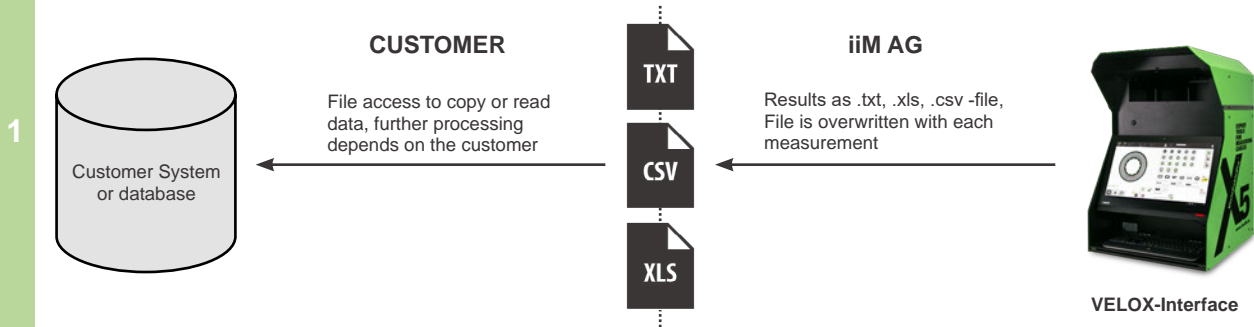 1
CUSTOMER
File access to copy or read
data, further processing
depends on the customer
Customer System
or database
TXT
CSV
XLS
iiM AG
Results as .txt, .xls, .csv -file,
File is overwritten with each
measurement
X5
VELOX-Interface